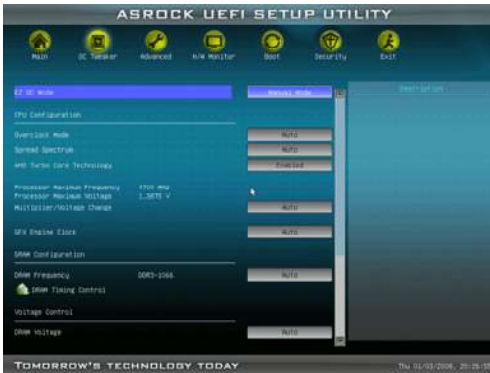 ASROCK UEFI SETUP UTILITY
Main OC Tweaker Advanced H/W Monitor Boot Security Exit
EZ OC Mode Manual Mode
Description
CPU Configuration
Overclock Mode Auto
Spread Spectrum Auto
AMD Turbo Core Technology Enabled
Processor Maximum Frequency MHz
Processor Maximum Voltage 1.3875 V
Multiplier/Voltage Change Auto
GFX Engine Clock Auto
DRAM Configuration
DRAM Frequency DDR3-1066 Auto
DRAM Timing Control
Voltage Control
DRAM Voltage Auto
TOMORROW'S TECHNOLOGY TODAY
Thu